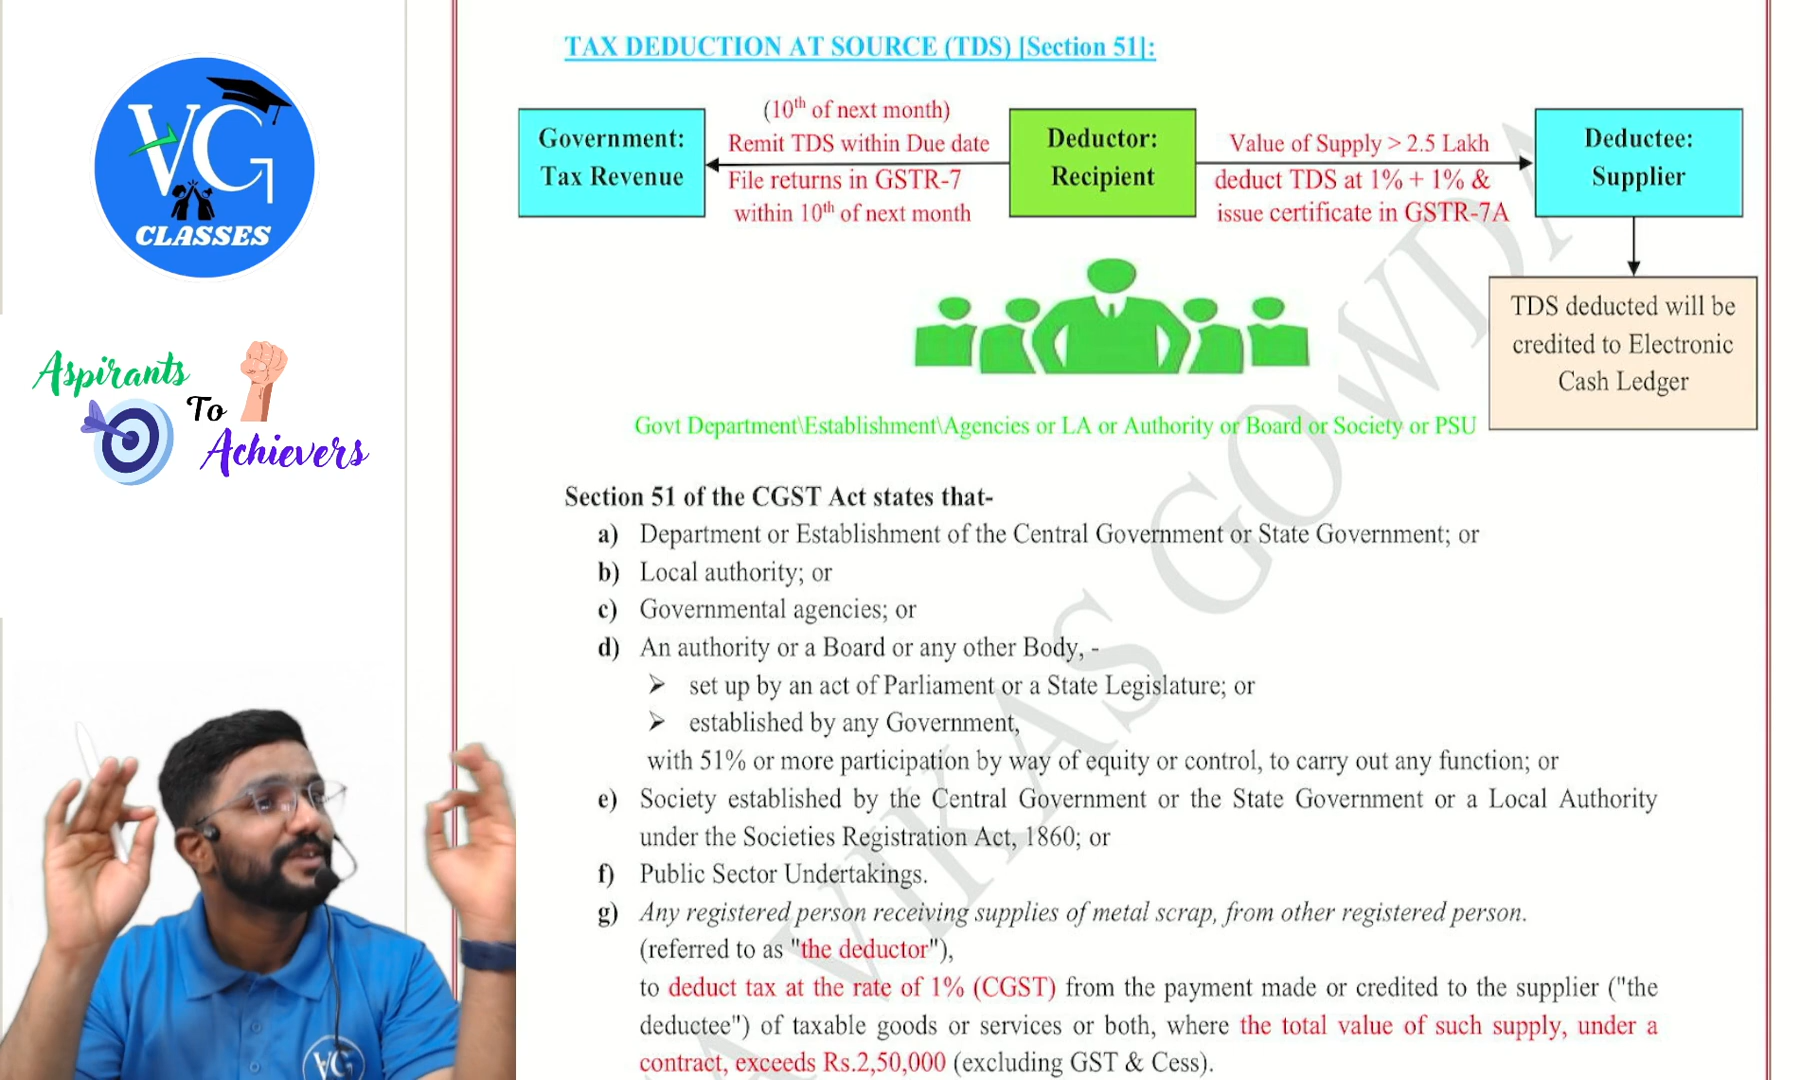 VG
CLASSES
Aspirants
To
Achievers
TAX DEDUCTION AT SOURCE (TDS) [Section 51]:
Government:
Tax Revenue
(10th of next month)
Remit TDS within Due date
File returns in GSTR-7
within 10th of next month
Deductor:
Recipient
Value of Supply > 2.5 Lakh
deduct TDS at 1% + 1% &
issue certificate in GSTR-7A
Deductee:
Supplier
TDS deducted will be
credited to Electronic
Cash Ledger
Govt Department\Establishment\Agencies or LA or Authority or Board or Society or PSU
Section 51 of the CGST Act states that-
a) Department or Establishment of the Central Government or State Government; or
b) Local authority; or
c) Governmental agencies; or
d) An authority or a Board or any other Body, -
➢ set up by an act of Parliament or a State Legislature; or
➢ established by any Government,
with 51% or more participation by way of equity or control, to carry out any function; or
e) Society established by the Central Government or the State Government or a Local Authority
under the Societies Registration Act, 1860; or
f) Public Sector Undertakings.
g) Any registered person receiving supplies of metal scrap, from other registered person.
(referred to as "the deductor"),
to deduct tax at the rate of 1% (CGST) from the payment made or credited to the supplier ("the
deductee") of taxable goods or services or both, where the total value of such supply, under a
contract, exceeds Rs.2,50,000 (excluding GST & Cess).
A VIKAS GOWDA
VG